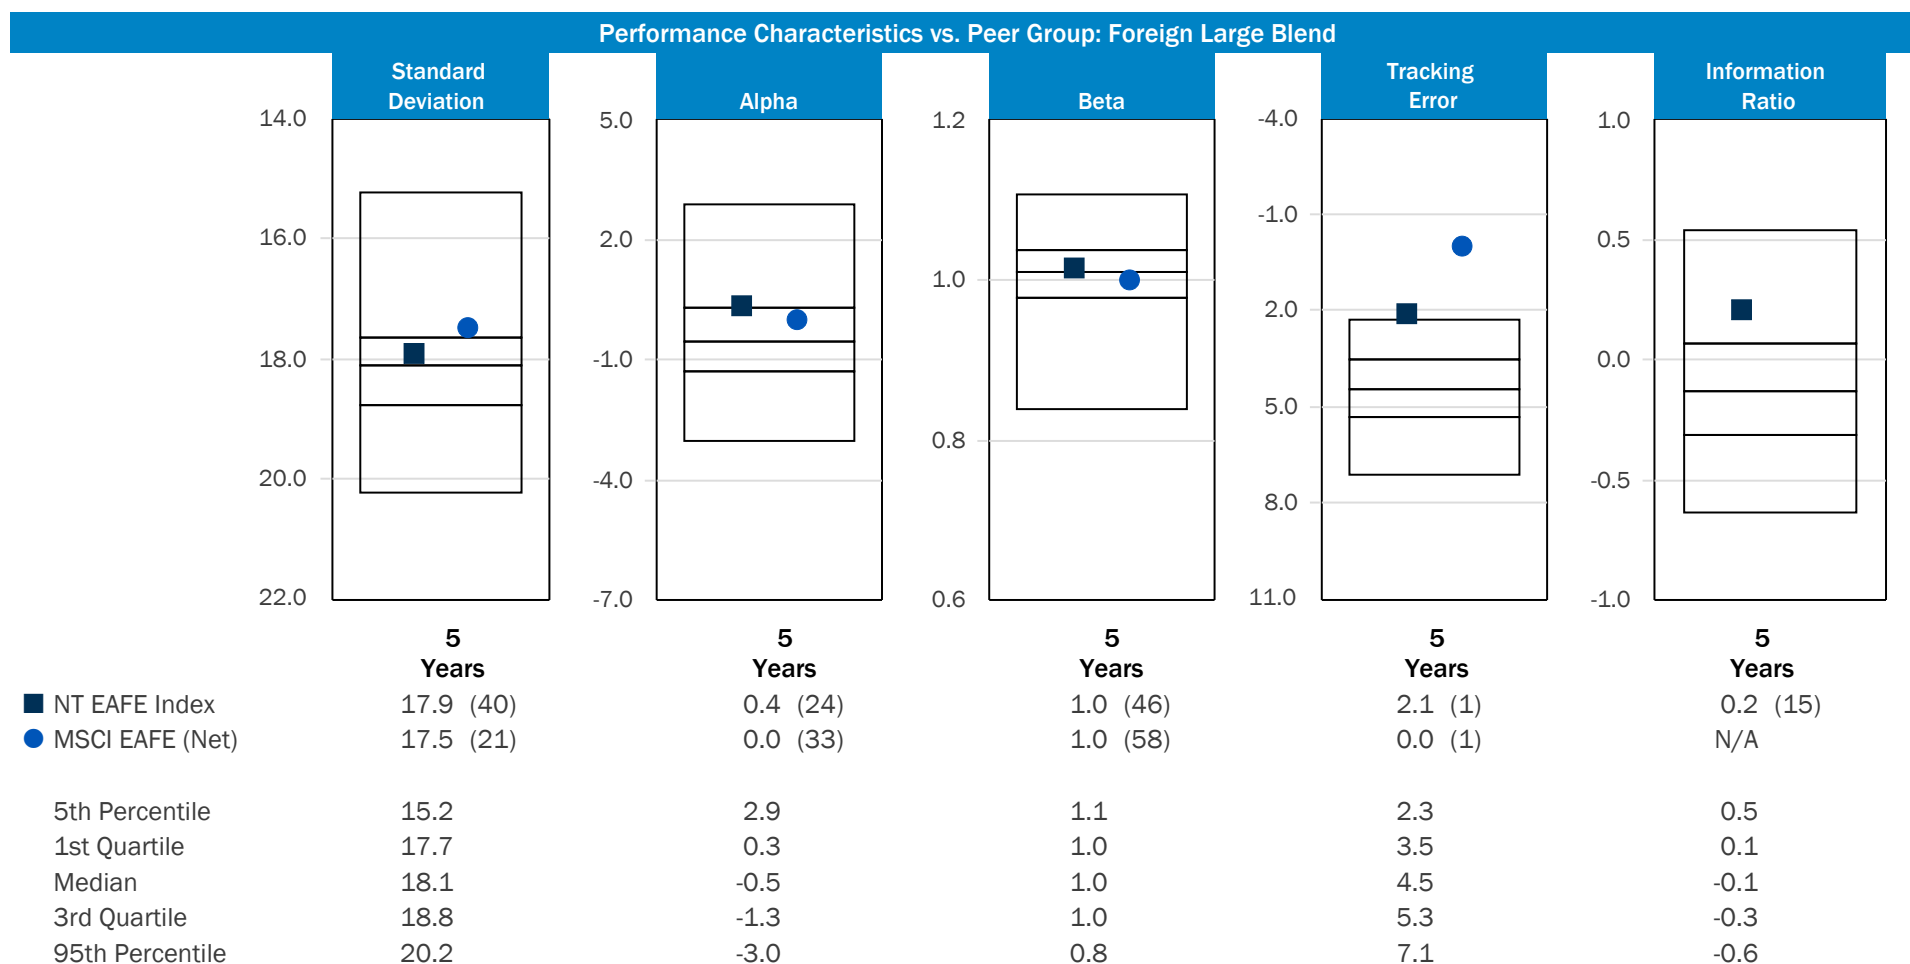 Performance Characteristics vs. Peer Group: Foreign Large Blend
Standard Deviation
Alpha
Beta
Tracking Error
Information Ratio
14.0
16.0
18.0
20.0
22.0
5.0
2.0
-1.0
-4.0
-7.0
1.2
1.0
0.8
0.6
-4.0
-1.0
2.0
5.0
8.0
11.0
1.0
0.5
0.0
-0.5
-1.0
5 Years 5 Years 5 Years 5 Years 5 Years
NT EAFE Index 17.9 (40) 0.4 (24) 1.0 (46) 2.1 (1) 0.2 (15)
MSCI EAFE (Net) 17.5 (21) 0.0 (33) 1.0 (58) 0.0 (1) N/A
5th Percentile 15.2 2.9 1.1 2.3 0.5
1st Quartile 17.7 0.3 1.0 3.5 0.1
Median 18.1 -0.5 1.0 4.5 -0.1
3rd Quartile 18.8 -1.3 1.0 5.3 -0.3
95th Percentile 20.2 -3.0 0.8 7.1 -0.6